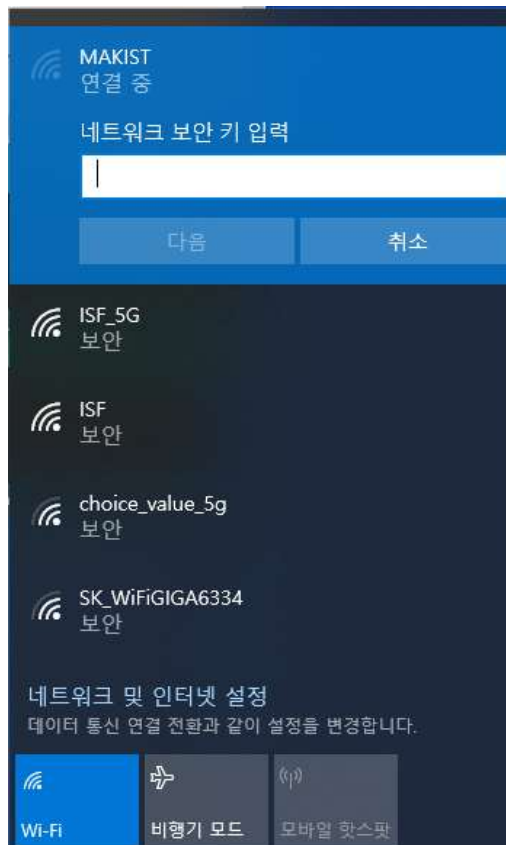 MAKIST
연결 중
네트워크 보안 키 입력
다음 취소
ISF_5G
보안
ISF
보안
choice_value_5g
보안
SK_WiFiGIGA6334
보안
네트워크 및 인터넷 설정
데이터 통신 연결 전환과 같이 설정을 변경합니다.
Wi-Fi 비행기 모드 모바일 핫스팟